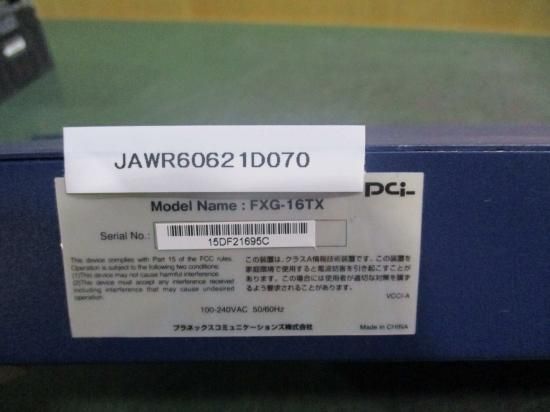 JAWR60621D070
PCi
Model Name : FXG-16TX
Serial No.:
15DF21695C
This device complies with Part 15 of the FCC rules.
Operation is subject to the following two conditions:
(1)This device may not cause harmful interference.
(2)This device must accept any interference received
including interference that may cause undesired
operation.
この装置は、クラスA情報技術装置です。この装置を
家庭環境で使用すると電波妨害を引き起こすことが
あります。この場合には使用者が適切な対策を講ず
るよう要求されることがあります。
VCCI-A
100-240VAC 50/60Hz
プラネックスコミュニケーションズ株式会社
Made in CHINA